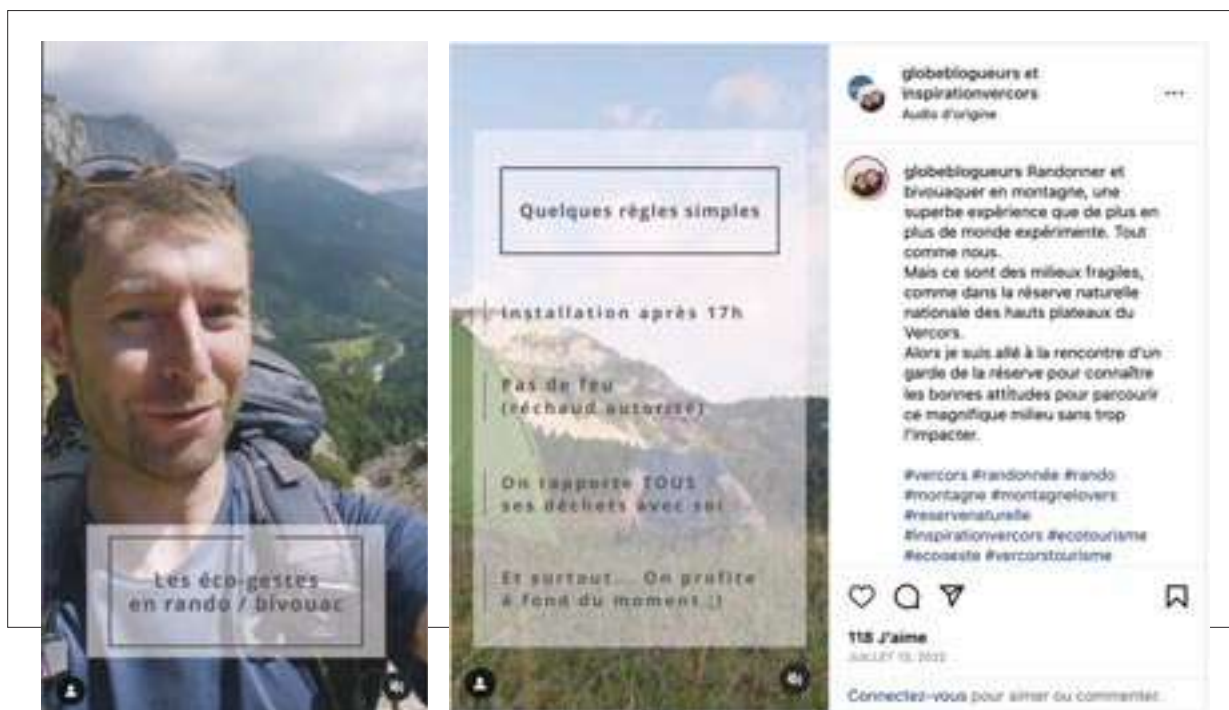 Les éco-gestes
en rando / bivouac
Quelques règles simples
Installation après 17h
Pas de feu
(réchaud autorisé)
On rapporte TOUS
ses déchets avec soi
Et surtout... On profite
à fond du moment ;)
globeblogueurs et
inspirationvercors
Audio d'origine
globeblogueurs Randonner et
bivouaquer en montagne, une
superbe expérience que de plus en
plus de monde expérimente. Tout
comme nous.
Mais ce sont des milieux fragiles,
comme dans la réserve naturelle
nationale des hauts plateaux du
Vercors.
Alors je suis allé à la rencontre d'un
garde de la réserve pour connaître
les bonnes attitudes pour parcourir
ce magnifique milieu sans trop
l'impacter.
#vercors #randonnée #rando
#montagne #montagnelovers
#reservenaturelle
#inspirationvercors #ecotourisme
#ecogeste #vercorstourisme
118 J'aime
JUILLET 2022
Connectez-vous pour aimer ou commenter.